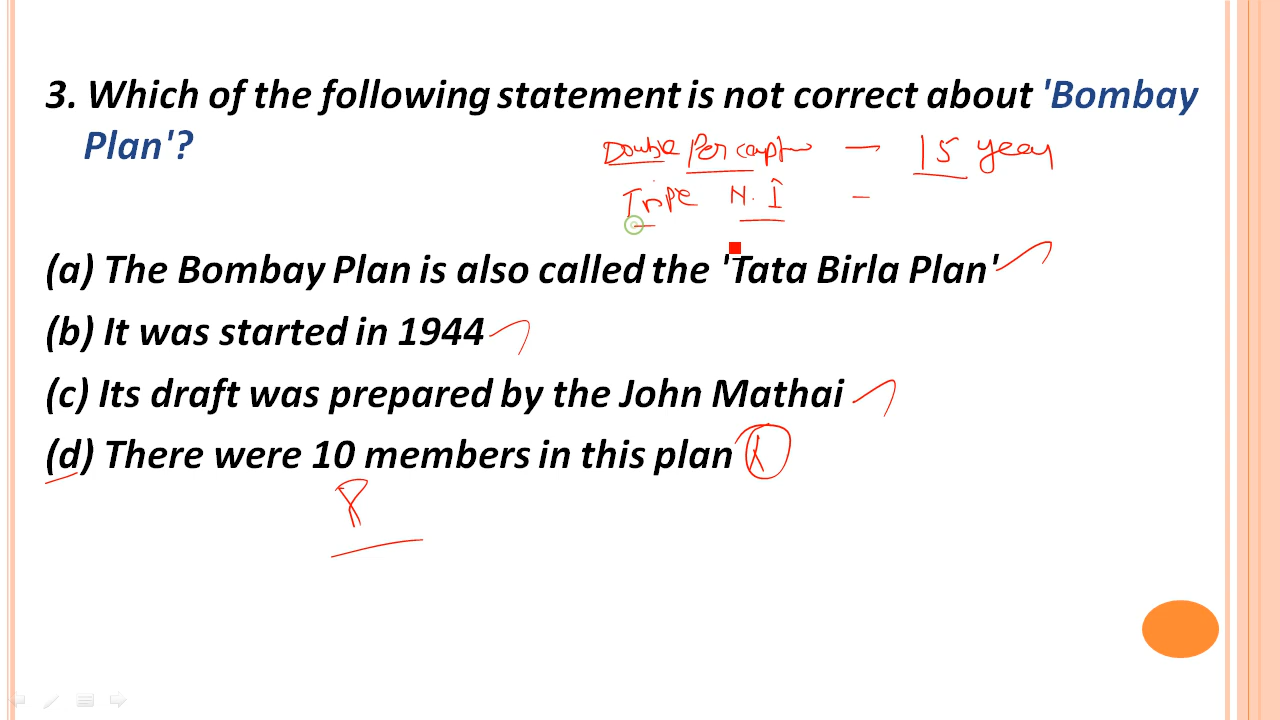 3. Which of the following statement is not correct about 'Bombay
Plan'?
Double Per capita — 15 year
Triple N.I —
(a) The Bombay Plan is also called the 'Tata Birla Plan'
(b) It was started in 1944
(c) Its draft was prepared by the John Mathai
(d) There were 10 members in this plan
8